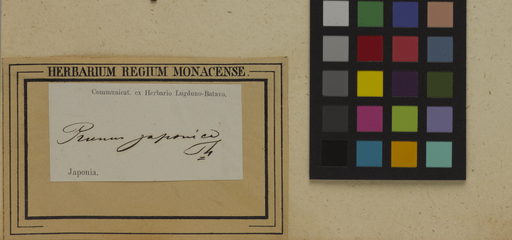 HERBARIUM REGIUM MONACENSE.
Communicat. ex Herbario Lugduno-Batavo,
Prunus japonica
Th
Japonia.